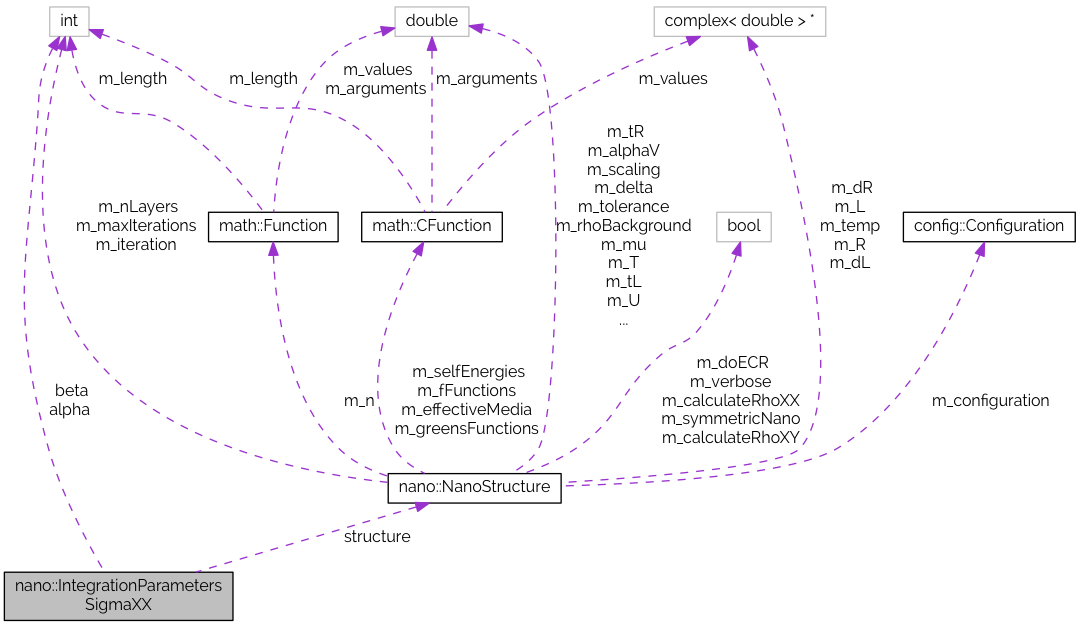 int
double
complex< double > *
m_length
m_length
m_values
m_arguments
m_arguments
m_values
m_tR
m_alphaV
m_scaling
m_delta
m_tolerance
m_rhoBackground
m_mu
m_T
m_tL
m_U
...
m_dR
m_L
m_temp
m_R
m_dL
m_nLayers
m_maxIterations
m_iteration
math::Function
math::CFunction
bool
config::Configuration
beta
alpha
m_n
m_selfEnergies
m_fFunctions
m_effectiveMedia
m_greensFunctions
m_doECR
m_verbose
m_calculateRhoXX
m_symmetricNano
m_calculateRhoXY
m_configuration
nano::NanoStructure
structure
nano::IntegrationParameters
SigmaXX